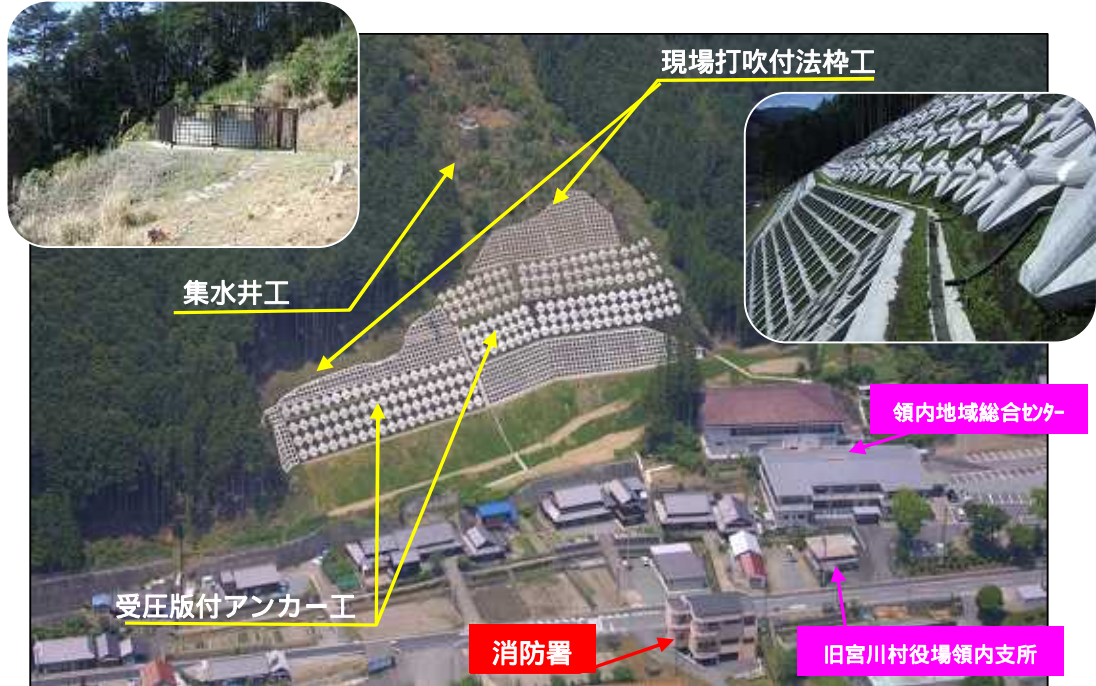 現場打吹付法枠工
集水井工
領内地域総合ｾﾝﾀｰ
受圧版付アンカー工
消防署
旧宮川村役場領内支所